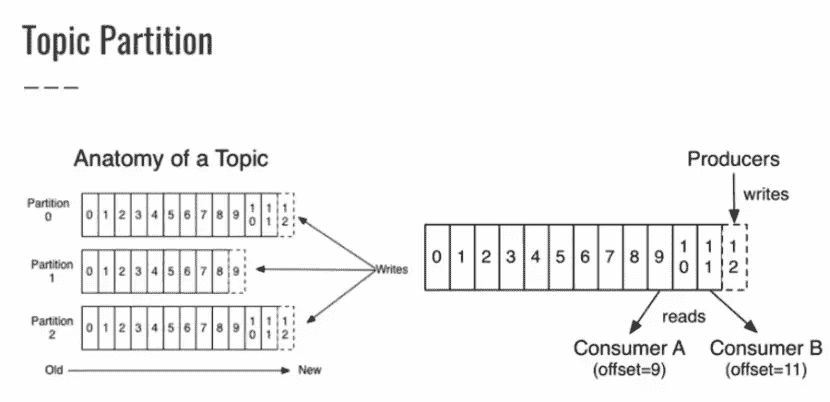 Topic Partition
Anatomy of a Topic
Partition
0
0 1 2 3 4 5 6 7 8 9 10 11 12
Partition
1
0 1 2 3 4 5 6 7 8 9
Partition
2
0 1 2 3 4 5 6 7 8 9 10 11 12
Writes
Old
New
Producers
writes
0 1 2 3 4 5 6 7 8 9 10 11 12
reads
Consumer A
(offset=9)
Consumer B
(offset=11)